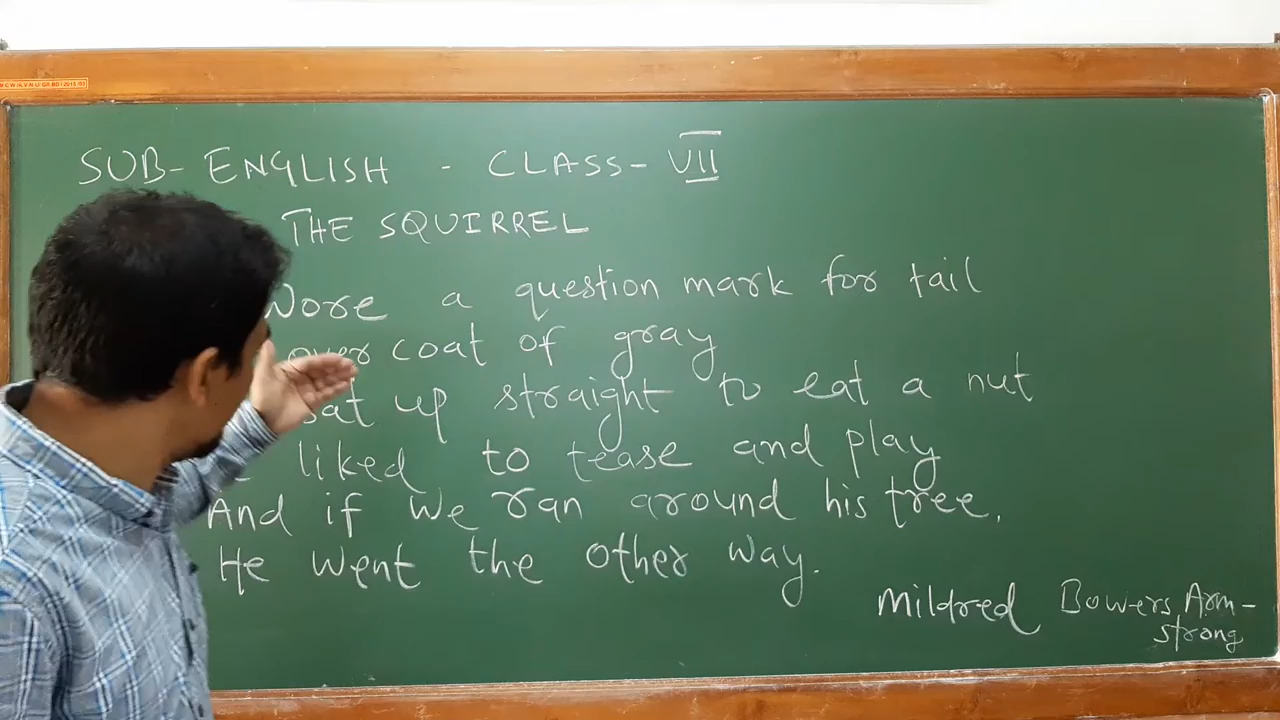 SUB- ENGLISH - CLASS- VII
THE SQUIRREL
Wore a question mark for tail
over coat of gray
sat up straight to eat a nut
liked to tease and play
And if we ran around his tree,
He went the other way.
Mildred Bowers Arm-
strong